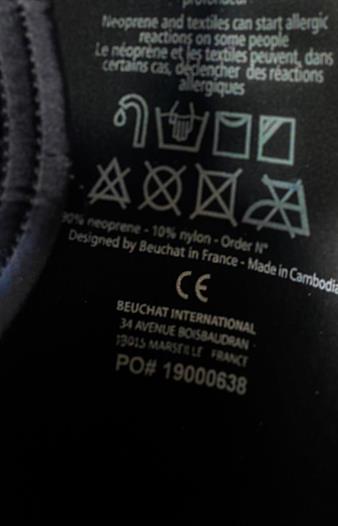 profondeur
Neoprene and textiles can start allergic
reactions on some people
Le néoprène et les textiles peuvent, dans
certains cas, déclencher des réactions
allergiques
90% neoprene - 10% nylon - Order N°
Designed by Beuchat in France - Made in Cambodia
CE
BEUCHAT INTERNATIONAL
34 AVENUE BOISBAUDRAN
13015 MARSEILLE FRANCE
PO# 19000638